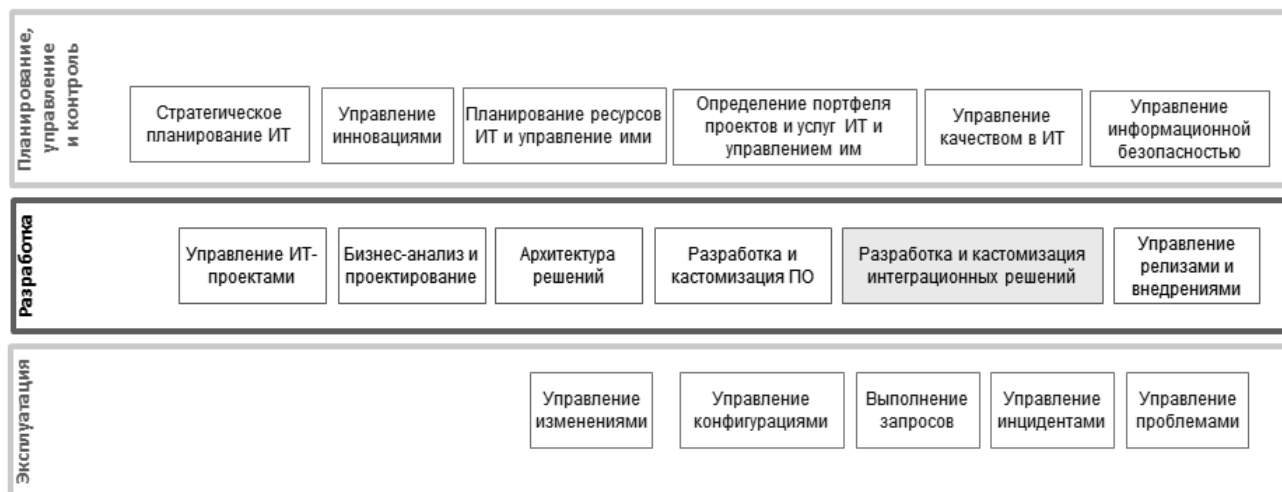 Планирование,
управление
и контроль
Стратегическое
планирование ИТ
Управление
инновациями
Планирование ресурсов
ИТ и управление ими
Определение портфеля
проектов и услуг ИТ и
управлением им
Управление
качеством в ИТ
Управление
информационной
безопасностью
Разработка
Управление ИТ-
проектами
Бизнес-анализ и
проектирование
Архитектура
решений
Разработка и
кастомизация ПО
Разработка и кастомизация
интеграционных решений
Управление
релизами и
внедрениями
Эксплуатация
Управление
изменениями
Управление
конфигурациями
Выполнение
запросов
Управление
инцидентами
Управление
проблемами